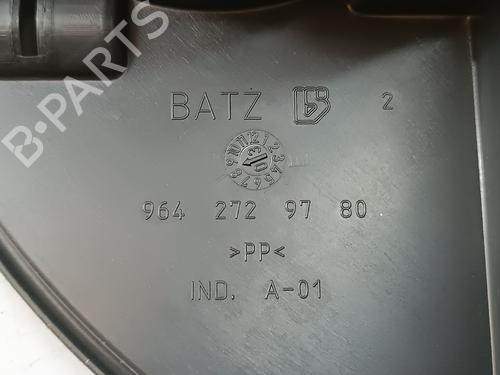 BATZ 2
964 272 97 80
>PP<
IND. A-01
B-PARTS